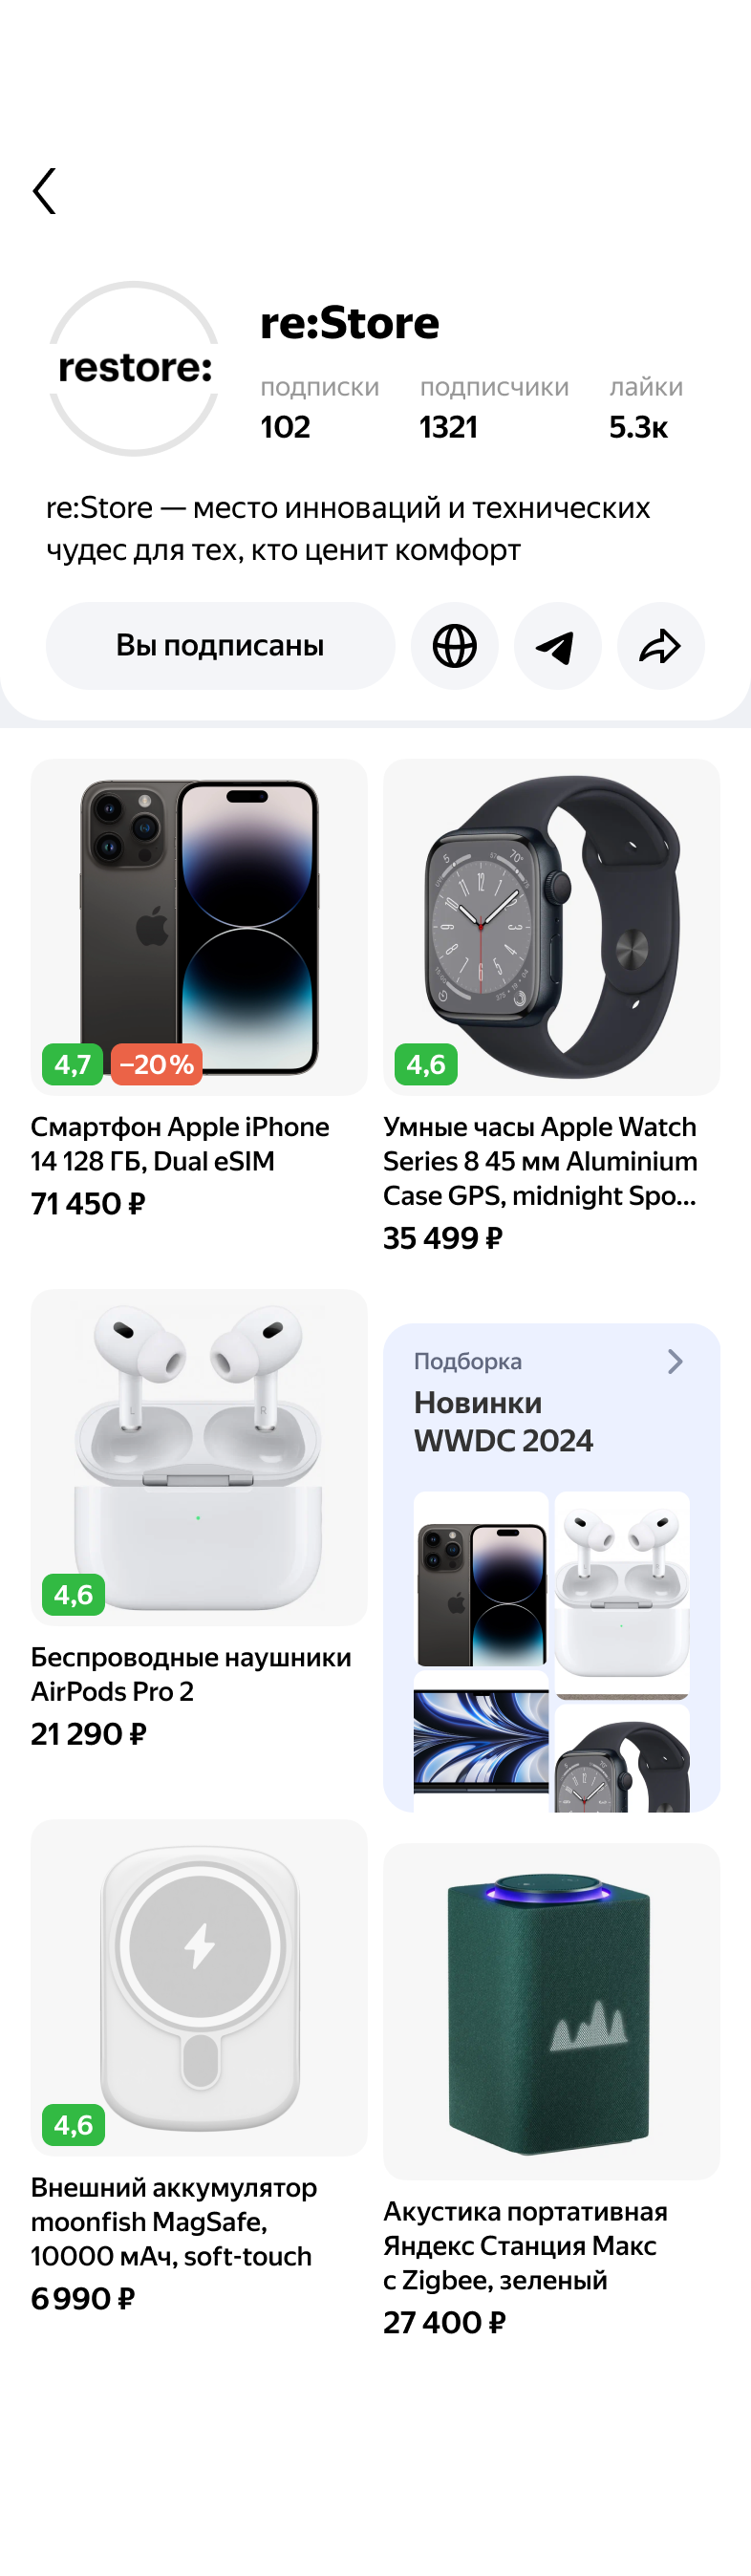 restore:
re:Store
подписки подписчики лайки
102 1321 5.3к
re:Store — место инноваций и технических
чудес для тех, кто ценит комфорт
Вы подписаны
4,7 –20%
Смартфон Apple iPhone
14 128 ГБ, Dual eSIM
71 450 ₽
4,6
Умные часы Apple Watch
Series 8 45 мм Aluminium
Case GPS, midnight Spo...
35 499 ₽
L R
4,6
Беспроводные наушники
AirPods Pro 2
21 290 ₽
Подборка
Новинки
WWDC 2024
4,6
Внешний аккумулятор
moonfish MagSafe,
10000 мАч, soft-touch
6 990 ₽
Акустика портативная
Яндекс Станция Макс
с Zigbee, зеленый
27 400 ₽